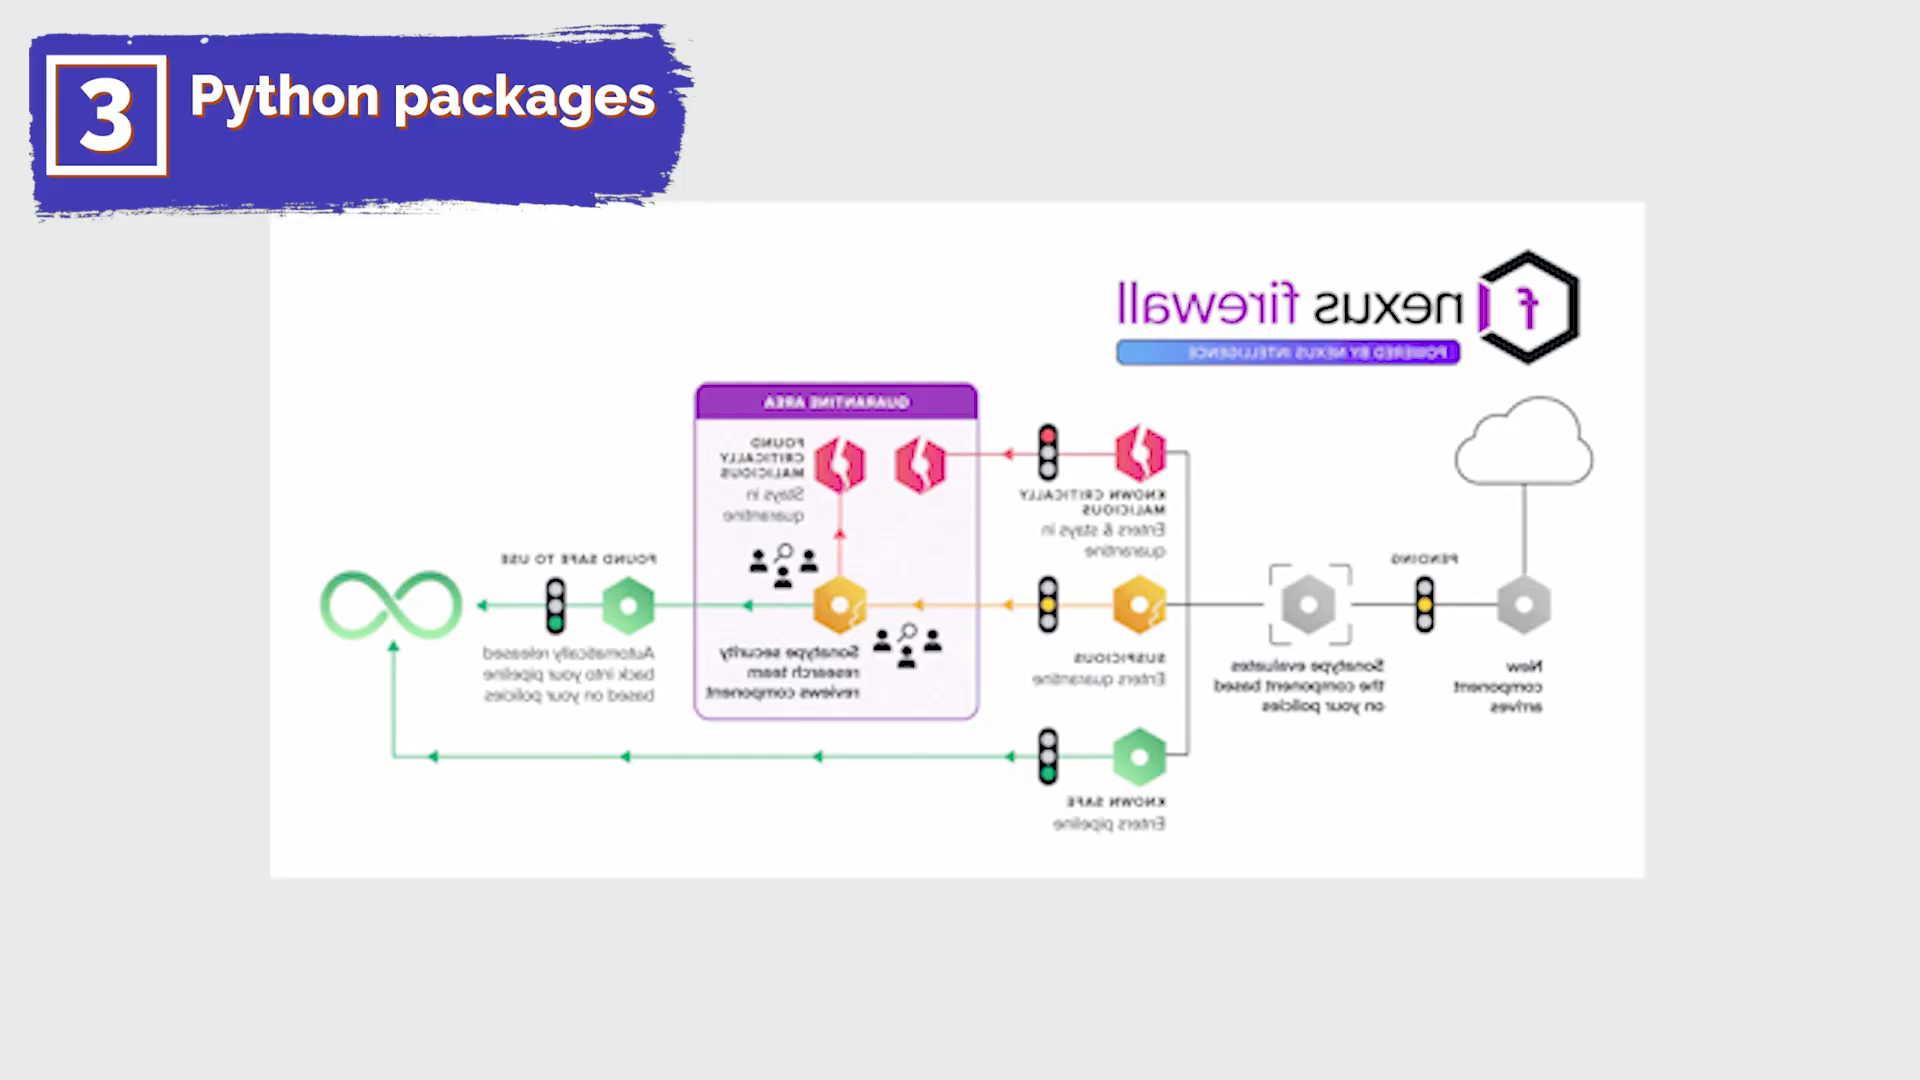 3
Python packages
nexus firewall
POWERED BY NEXUS INTELLIGENCE
QUARANTINE AREA
FOUND
CRITICALLY
MALICIOUS
Stays in
quarantine
KNOWN CRITICALLY
MALICIOUS
Enters & stays in
quarantine
PENDING
FOUND SAFE TO USE
New
component
arrives
Sonatype evaluates
the component based
on your policies
SUSPICIOUS
Enters quarantine
Sonatype security
research team
reviews component
Automatically released
back into your pipeline
based on your policies
KNOWN SAFE
Enters pipeline
f